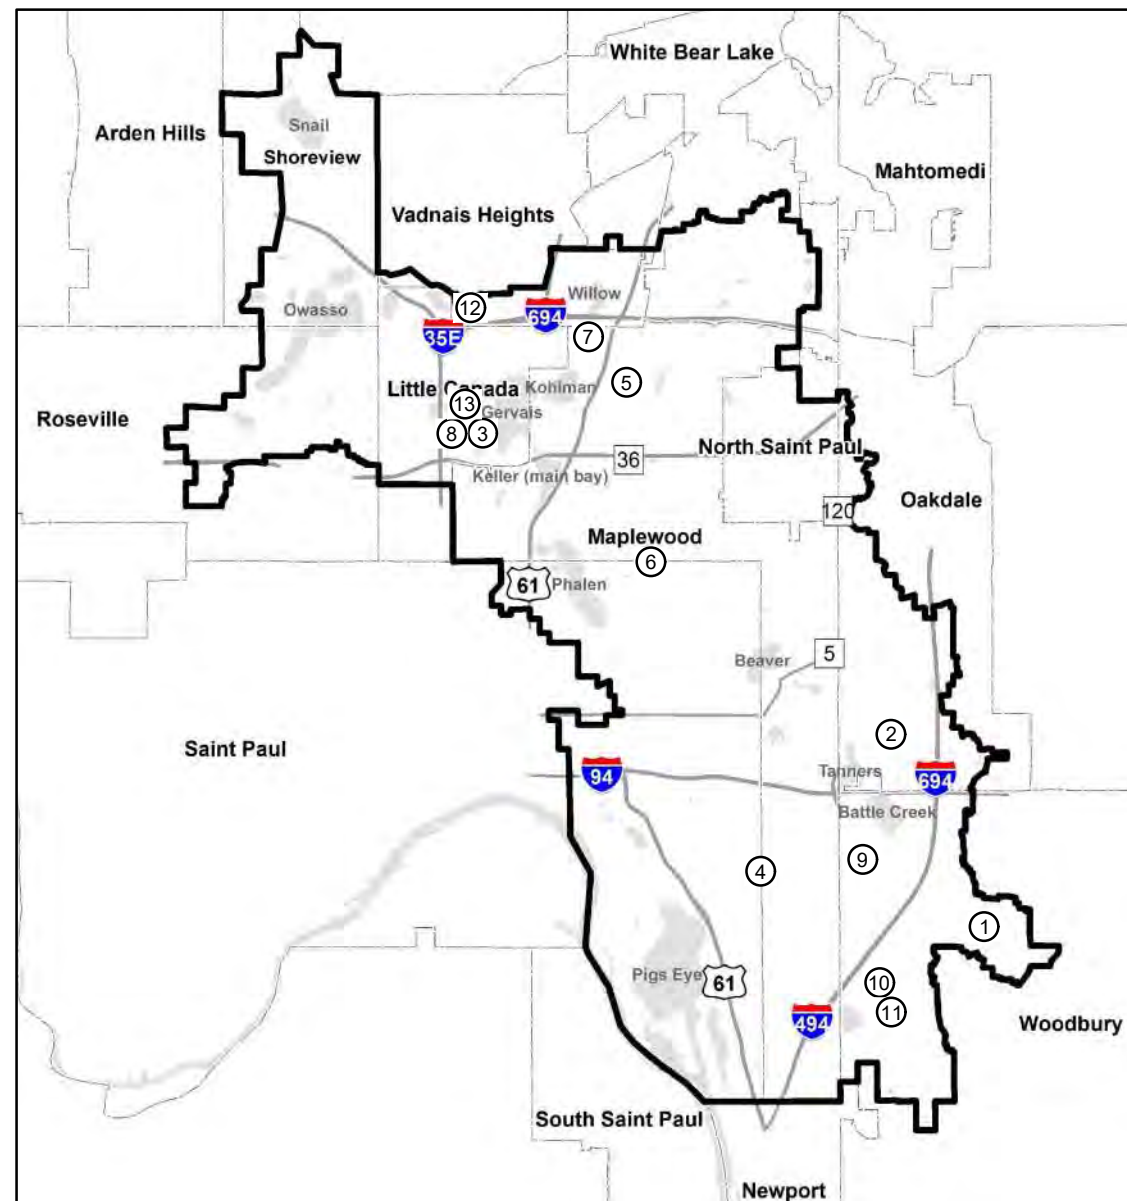 White Bear Lake
Arden Hills
Snail
Shoreview
Mahtomedi
Vadnais Heights
Owasso
12
Willow
694
35E
7
Little Canada
Kohlman
5
13
Gervais
Roseville
8
3
North Saint Paul
36
Keller (main bay)
Oakdale
120
Maplewood
6
61
Phalen
Beaver
5
2
Saint Paul
94
Tanners
694
Battle Creek
9
4
1
Pigs Eye
61
10
11
494
Woodbury
South Saint Paul
Newport